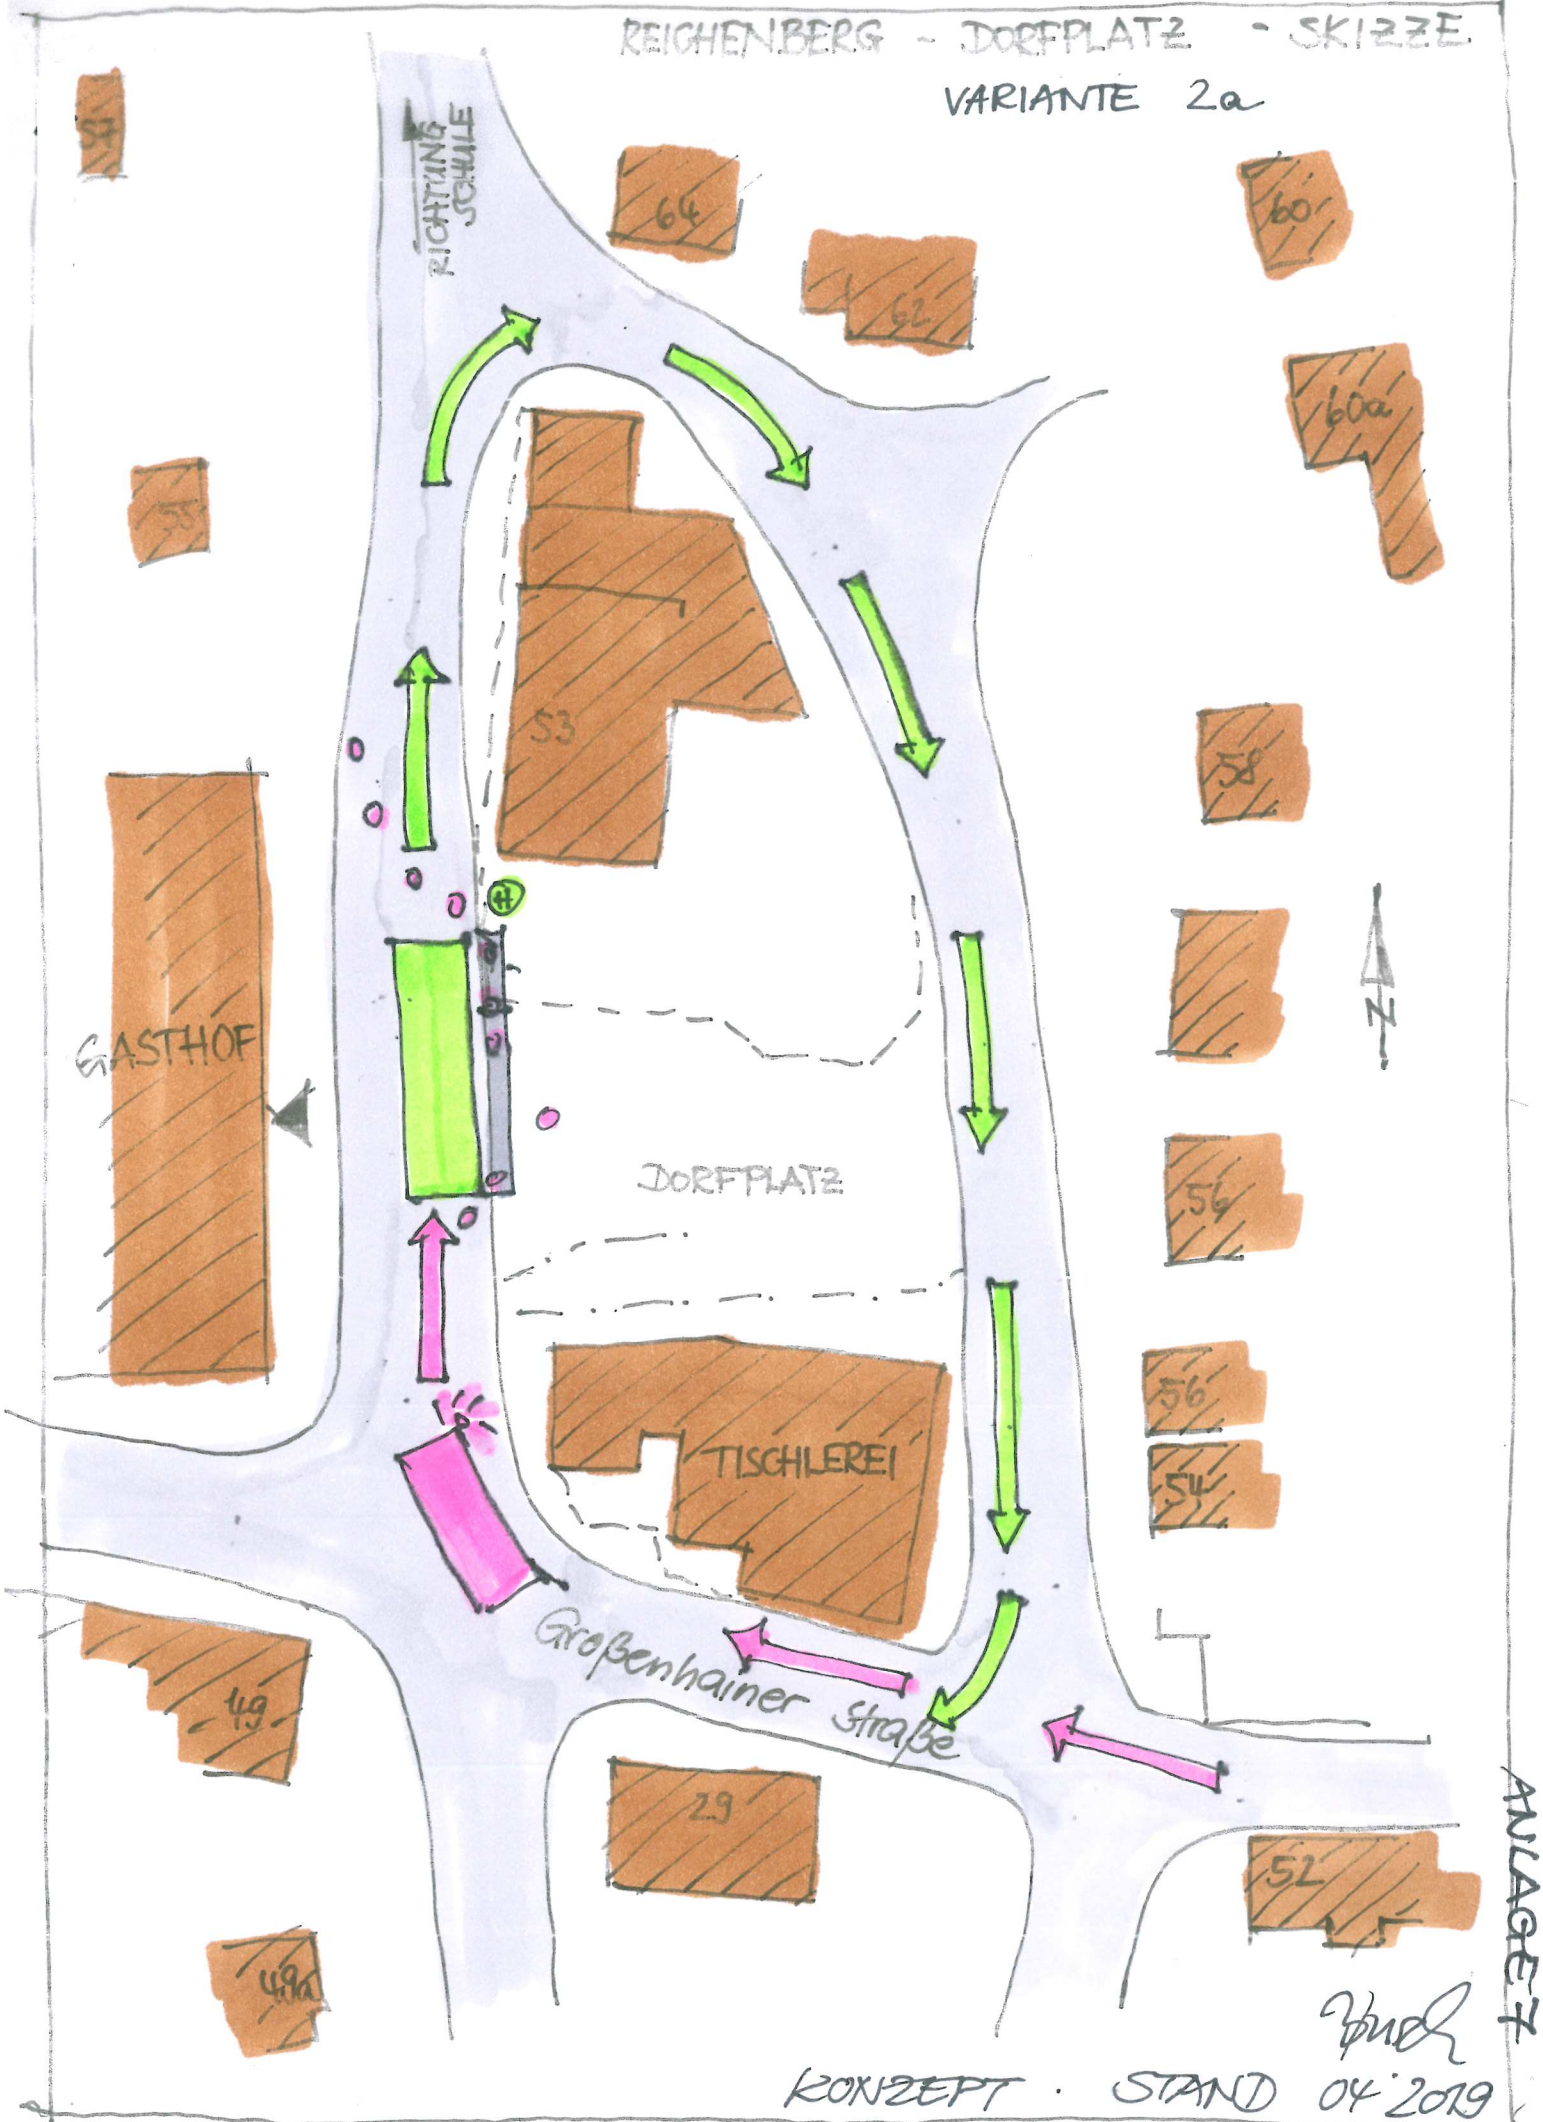 REICHENBERG - DORFPLATZ - SKIZZE
VARIANTE 2a
RICHTUNG
SCHULE
57
64
60
62
60a
55
53
58
H
GASTHOF
N
DORFPLATZ
56
56
TISCHLEREI
54
Großenhainer Straße
49
29
52
49a
ANLAGE 7
KONZEPT . STAND 04·2019